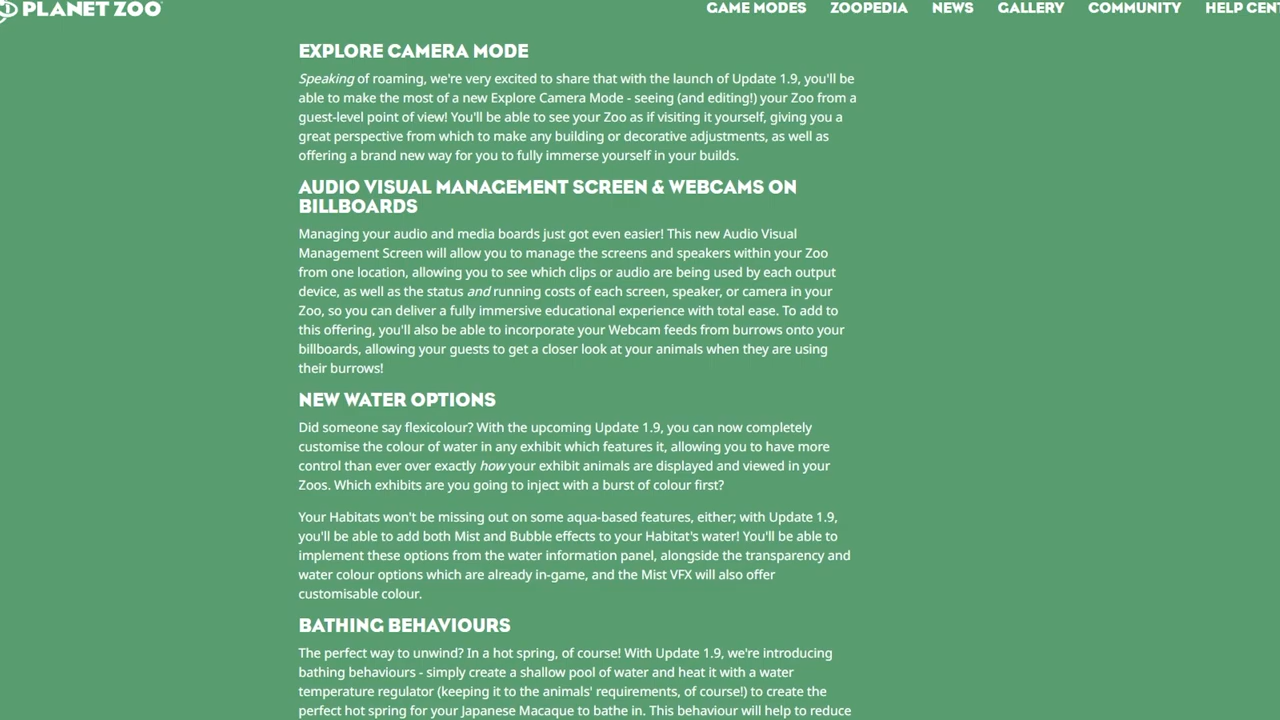 PLANET ZOO
GAME MODES ZOOPEDIA NEWS GALLERY COMMUNITY HELP
EXPLORE CAMERA MODE
Speaking of roaming, we're very excited to share that with the launch of Update 1.9, you'll be
able to make the most of a new Explore Camera Mode - seeing (and editing!) your Zoo from a
guest-level point of view! You'll be able to see your Zoo as if visiting it yourself, giving you a
great perspective from which to make any building or decorative adjustments, as well as
offering a brand new way for you to fully immerse yourself in your builds.
AUDIO VISUAL MANAGEMENT SCREEN & WEBCAMS ON
BILLBOARDS
Managing your audio and media boards just got even easier! This new Audio Visual
Management Screen will allow you to manage the screens and speakers within your Zoo
from one location, allowing you to see which clips or audio are being used by each output
device, as well as the status and running costs of each screen, speaker, or camera in your
Zoo, so you can deliver a fully immersive educational experience with total ease. To add to
this offering, you'll also be able to incorporate your Webcam feeds from burrows onto your
billboards, allowing your guests to get a closer look at your animals when they are using
their burrows!
NEW WATER OPTIONS
Did someone say flexicolour? With the upcoming Update 1.9, you can now completely
customise the colour of water in any exhibit which features it, allowing you to have more
control than ever over exactly how your exhibit animals are displayed and viewed in your
Zoos. Which exhibits are you going to inject with a burst of colour first?
Your Habitats won't be missing out on some aqua-based features, either; with Update 1.9,
you'll be able to add both Mist and Bubble effects to your Habitat's water! You'll be able to
implement these options from the water information panel, alongside the transparency and
water colour options which are already in-game, and the Mist VFX will also offer
customisable colour.
BATHING BEHAVIOURS
The perfect way to unwind? In a hot spring, of course! With Update 1.9, we're introducing
bathing behaviours - simply create a shallow pool of water and heat it with a water
temperature regulator (keeping it to the animals' requirements, of course!) to create the
perfect hot spring for your Japanese Macaque to bathe in. This behaviour will help to reduce